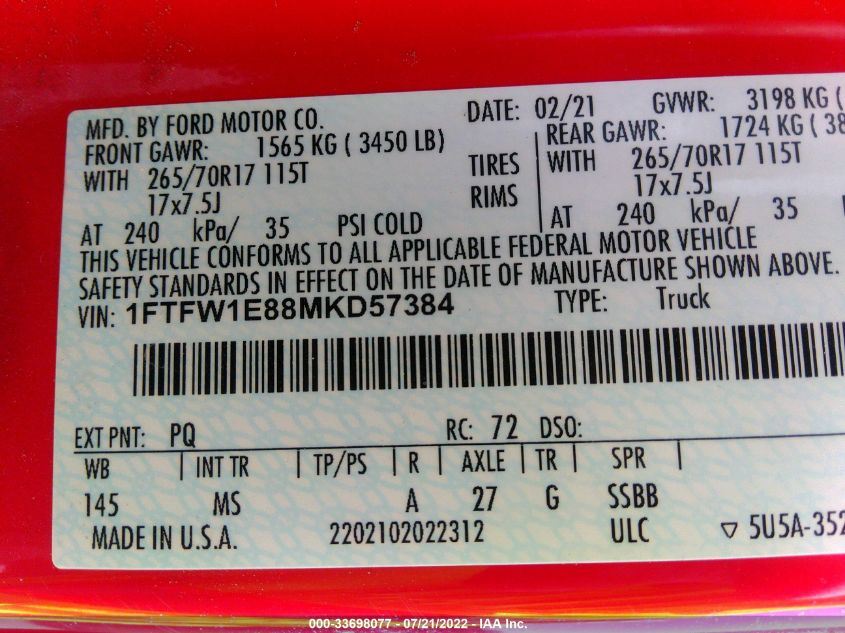 MFD. BY FORD MOTOR CO. DATE: 02/21 GVWR: 3198 KG (
FRONT GAWR: 1565 KG ( 3450 LB) REAR GAWR: 1724 KG ( 38
WITH 265/70R17 115T TIRES WITH 265/70R17 115T
17x7.5J RIMS 17x7.5J
AT 240 kPa/ 35 PSI COLD AT 240 kPa/ 35
THIS VEHICLE CONFORMS TO ALL APPLICABLE FEDERAL MOTOR VEHICLE
SAFETY STANDARDS IN EFFECT ON THE DATE OF MANUFACTURE SHOWN ABOVE.
VIN: 1FTFW1E88MKD57384 TYPE: Truck
EXT PNT: PQ RC: 72 DSO:
WB INT TR TP/PS R AXLE TR SPR
145 MS A 27 G SSBB
MADE IN U.S.A. 2202102022312 ULC ▽ 5U5A-352
000-33698077 - 07/21/2022 - IAA Inc.